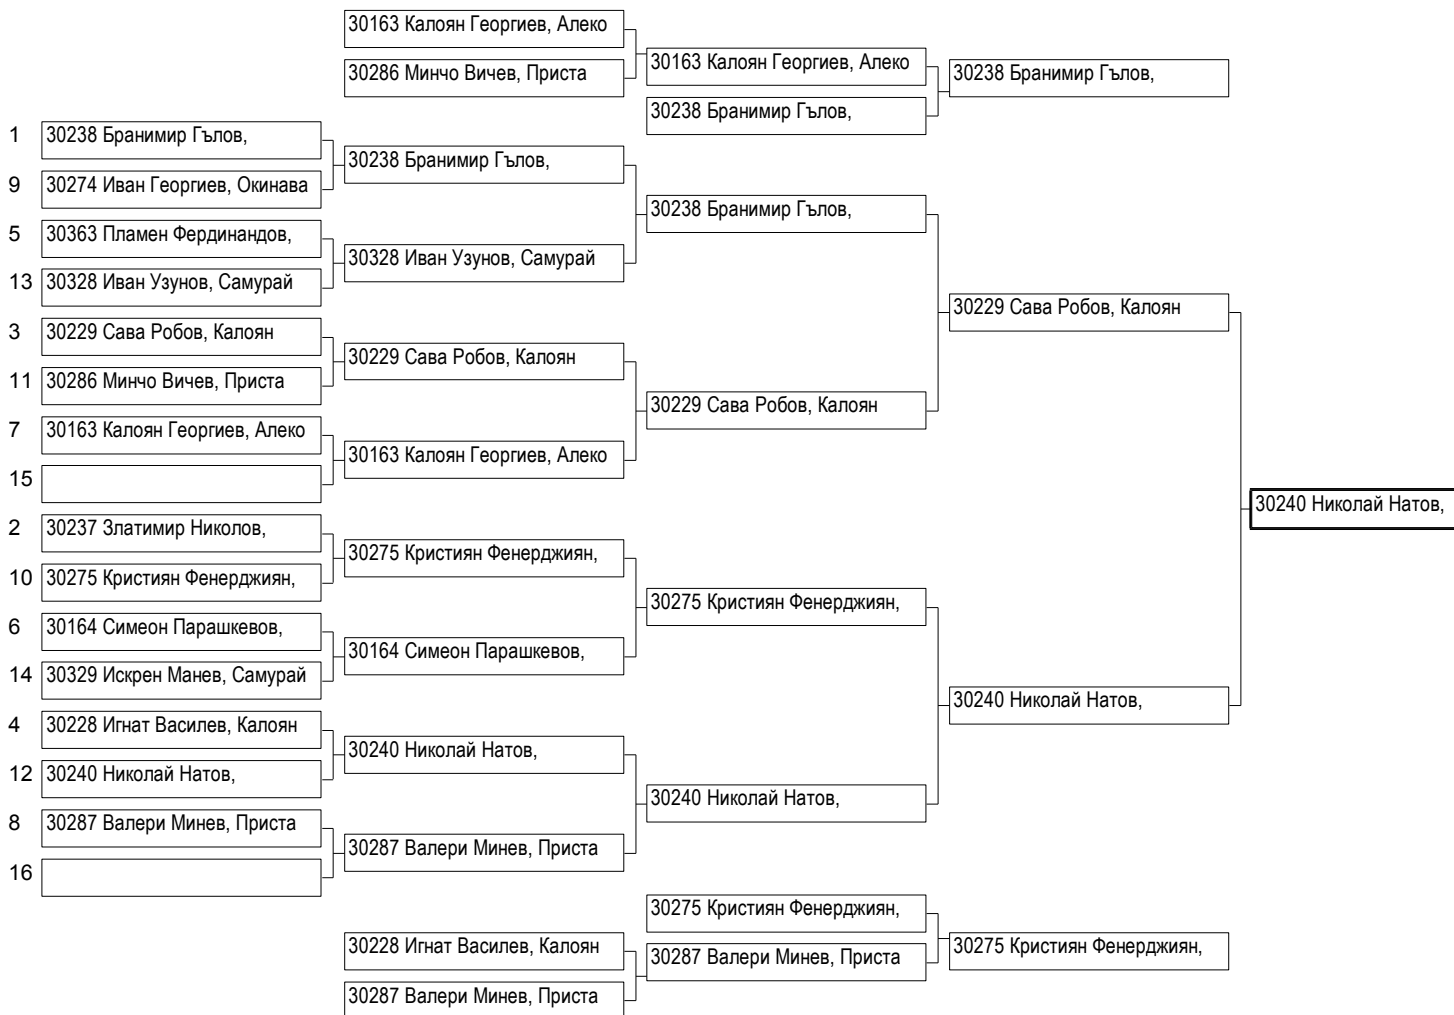 30163 Калоян Георгиев, Алеко
30286 Минчо Вичев, Приста
30163 Калоян Георгиев, Алеко
30238 Бранимир Гълов,
30238 Бранимир Гълов,
1 30238 Бранимир Гълов,
9 30274 Иван Георгиев, Окинава
5 30363 Пламен Фердинандов,
13 30328 Иван Узунов, Самурай
3 30229 Сава Робов, Калоян
11 30286 Минчо Вичев, Приста
7 30163 Калоян Георгиев, Алеко
15
2 30237 Златимир Николов,
10 30275 Кристиян Фенерджиян,
6 30164 Симеон Парашкевов,
14 30329 Искрен Манев, Самурай
4 30228 Игнат Василев, Калоян
12 30240 Николай Натов,
8 30287 Валери Минев, Приста
16
30238 Бранимир Гълов,
30328 Иван Узунов, Самурай
30229 Сава Робов, Калоян
30163 Калоян Георгиев, Алеко
30275 Кристиян Фенерджиян,
30164 Симеон Парашкевов,
30240 Николай Натов,
30287 Валери Минев, Приста
30238 Бранимир Гълов,
30229 Сава Робов, Калоян
30275 Кристиян Фенерджиян,
30240 Николай Натов,
30229 Сава Робов, Калоян
30240 Николай Натов,
30240 Николай Натов,
30228 Игнат Василев, Калоян
30287 Валери Минев, Приста
30275 Кристиян Фенерджиян,
30287 Валери Минев, Приста
30275 Кристиян Фенерджиян,